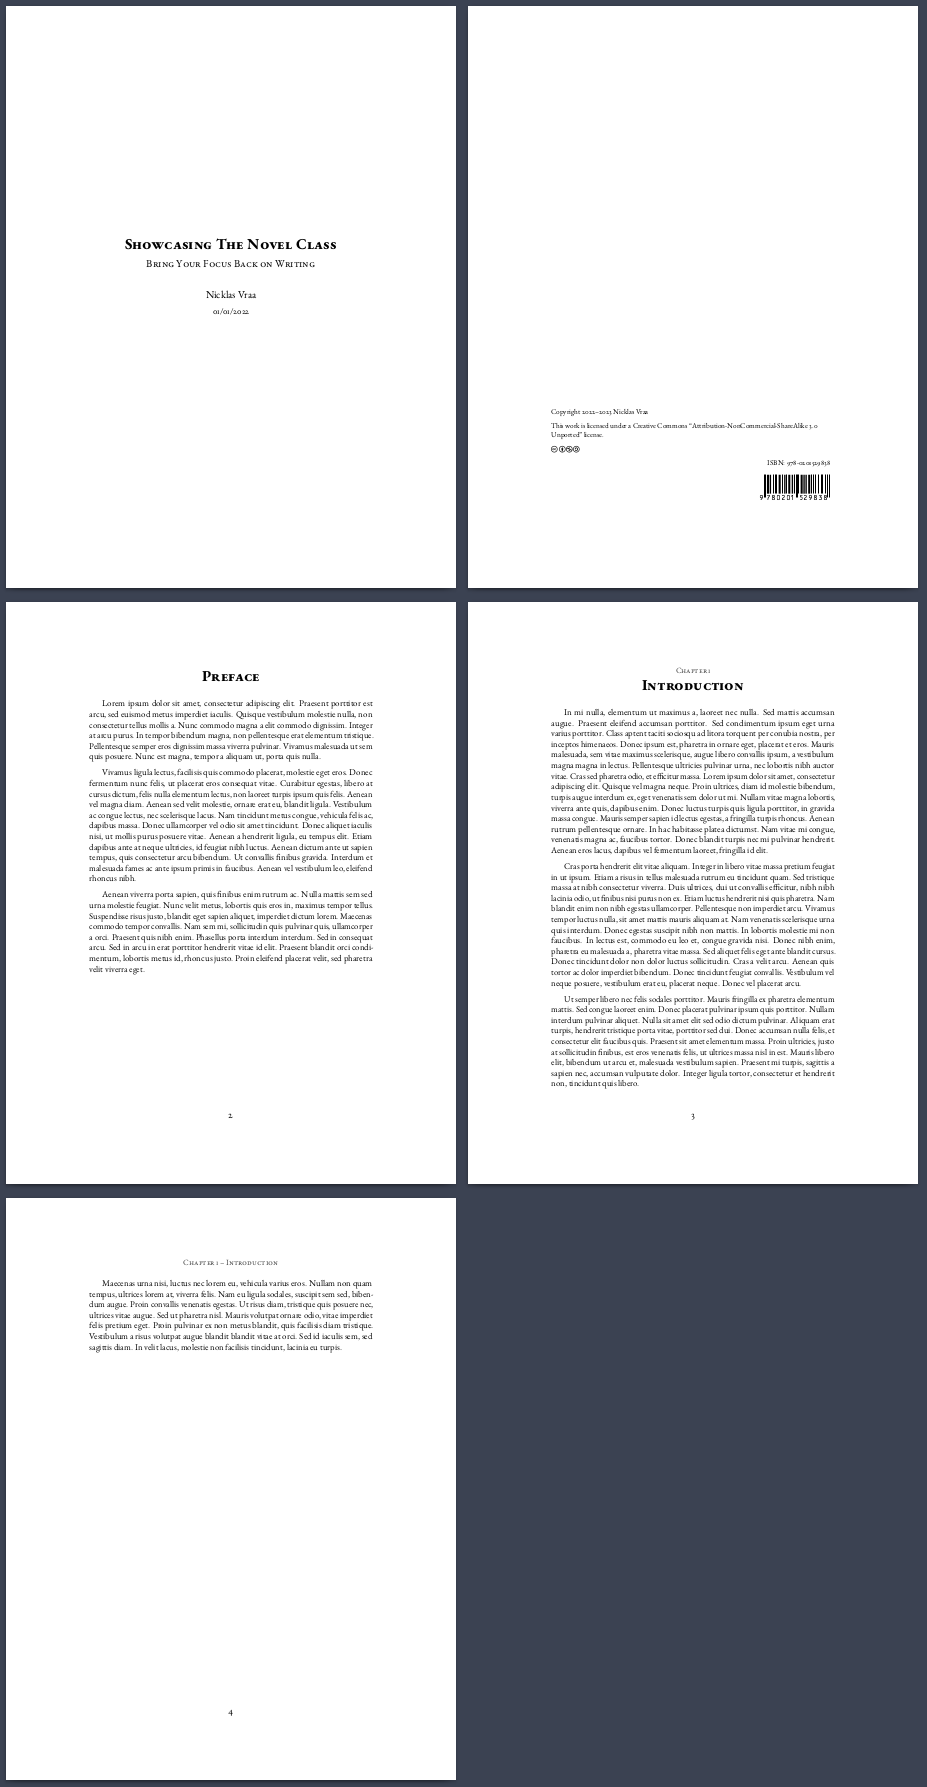 Showcasing The Novel Class
Bring Your Focus Back on Writing
Nicklas Vraa
01/01/2022
Copyright 2022–2023 Nicklas Vraa
This work is licensed under a Creative Commons “Attribution-NonCommercial-ShareAlike 3.0
Unported” license.
ISBN: 978-0201529838
9 780201 529838
Preface
Lorem ipsum dolor sit amet, consectetur adipiscing elit. Praesent porttitor est
arcu, sed euismod metus imperdiet iaculis. Quisque vestibulum molestie nulla, non
consectetur tellus mollis a. Nunc commodo magna a elit commodo dignissim. Integer
at arcu purus. In tempor bibendum magna, non pellentesque erat elementum tristique.
Pellentesque semper eros dignissim massa viverra pulvinar. Vivamus malesuada ut sem
quis posuere. Nunc est magna, tempor a aliquam ut, porta quis nulla.
Vivamus ligula lectus, facilisis quis commodo placerat, molestie eget eros. Donec
fermentum nunc felis, ut placerat eros consequat vitae. Curabitur egestas, libero at
cursus dictum, felis nulla elementum lectus, non laoreet turpis ipsum quis felis. Aenean
vel magna diam. Aenean sed velit molestie, ornare erat eu, blandit ligula. Vestibulum
ac congue lectus, nec scelerisque lacus. Nam tincidunt metus congue, vehicula felis ac,
dapibus massa. Donec ullamcorper vel odio sit amet tincidunt. Donec aliquet iaculis
nisi, ut mollis purus posuere vitae. Aenean a hendrerit ligula, eu tempus elit. Etiam
dapibus ante at neque ultricies, id feugiat nibh luctus. Aenean dictum ante ut sapien
tempus, quis consectetur arcu bibendum. Ut convallis finibus gravida. Interdum et
malesuada fames ac ante ipsum primis in faucibus. Aenean vel vestibulum leo, eleifend
rhoncus nibh.
Aenean viverra porta sapien, quis finibus enim rutrum ac. Nulla mattis sem sed
urna molestie feugiat. Nunc velit metus, lobortis quis eros in, maximus tempor tellus.
Suspendisse risus justo, blandit eget sapien aliquet, imperdiet dictum lorem. Maecenas
commodo tempor convallis. Nam sem mi, sollicitudin quis pulvinar quis, ullamcorper
a orci. Praesent quis nibh enim. Phasellus porta interdum interdum. Sed in consequat
arcu. Sed in arcu in erat porttitor hendrerit vitae id elit. Praesent blandit orci condi-
mentum, lobortis metus id, rhoncus justo. Proin eleifend placerat velit, sed pharetra
velit viverra eget.
2
Chapter 1
Introduction
In mi nulla, elementum ut maximus a, laoreet nec nulla. Sed mattis accumsan
augue. Praesent eleifend accumsan porttitor. Sed condimentum ipsum eget urna
varius porttitor. Class aptent taciti sociosqu ad litora torquent per conubia nostra, per
inceptos himenaeos. Donec ipsum est, pharetra in ornare eget, placerat et eros. Mauris
malesuada, sem vitae maximus scelerisque, augue libero convallis ipsum, a vestibulum
magna magna in lectus. Pellentesque ultricies pulvinar urna, nec lobortis nibh auctor
vitae. Cras sed pharetra odio, et efficitur massa. Lorem ipsum dolor sit amet, consectetur
adipiscing elit. Quisque vel magna neque. Proin ultrices, diam id molestie bibendum,
turpis augue interdum ex, eget venenatis sem dolor ut mi. Nullam vitae magna lobortis,
viverra ante quis, dapibus enim. Donec luctus turpis quis ligula porttitor, in gravida
massa congue. Mauris semper sapien id lectus egestas, a fringilla turpis rhoncus. Aenean
rutrum pellentesque ornare. In hac habitasse platea dictumst. Nam vitae mi congue,
venenatis magna ac, faucibus tortor. Donec blandit turpis nec mi pulvinar hendrerit.
Aenean eros lacus, dapibus vel fermentum laoreet, fringilla id elit.
Cras porta hendrerit elit vitae aliquam. Integer in libero vitae massa pretium feugiat
in ut ipsum. Etiam a risus in tellus malesuada rutrum eu tincidunt quam. Sed tristique
massa at nibh consectetur viverra. Duis ultrices, dui ut convallis efficitur, nibh nibh
lacinia odio, ut finibus nisi purus non ex. Etiam luctus hendrerit nisi quis pharetra. Nam
blandit enim non nibh egestas ullamcorper. Pellentesque non imperdiet arcu. Vivamus
tempor luctus nulla, sit amet mattis mauris aliquam at. Nam venenatis scelerisque urna
quis interdum. Donec egestas suscipit nibh non mattis. In lobortis molestie mi non
faucibus. In lectus est, commodo eu leo et, congue gravida nisi. Donec nibh enim,
pharetra eu malesuada a, pharetra vitae massa. Sed aliquet felis eget ante blandit cursus.
Donec tincidunt dolor non dolor luctus sollicitudin. Cras a velit arcu. Aenean quis
tortor ac dolor imperdiet bibendum. Donec tincidunt feugiat convallis. Vestibulum vel
neque posuere, vestibulum erat eu, placerat neque. Donec vel placerat arcu.
Ut semper libero nec felis sodales porttitor. Mauris fringilla ex pharetra elementum
mattis. Sed congue laoreet enim. Donec placerat pulvinar ipsum quis porttitor. Nullam
interdum pulvinar aliquet. Nulla sit amet elit sed odio dictum pulvinar. Aliquam erat
turpis, hendrerit tristique porta vitae, porttitor sed dui. Donec accumsan nulla felis, et
consectetur elit faucibus quis. Praesent sit amet elementum massa. Proin ultricies, justo
at sollicitudin finibus, est eros venenatis felis, ut ultrices massa nisl in est. Mauris libero
elit, bibendum ut arcu et, malesuada vestibulum sapien. Praesent mi turpis, sagittis a
sapien nec, accumsan vulputate dolor. Integer ligula tortor, consectetur et hendrerit
non, tincidunt quis libero.
3
Chapter 1 – Introduction
Maecenas urna nisi, luctus nec lorem eu, vehicula varius eros. Nullam non quam
tempus, ultrices lorem at, viverra felis. Nam eu ligula sodales, suscipit sem sed, biben-
dum augue. Proin convallis venenatis egestas. Ut risus diam, tristique quis posuere nec,
ultrices vitae augue. Sed ut pharetra nisl. Mauris volutpat ornare odio, vitae imperdiet
felis pretium eget. Proin pulvinar ex non metus blandit, quis facilisis diam tristique.
Vestibulum a risus volutpat augue blandit blandit vitae at orci. Sed id iaculis sem, sed
sagittis diam. In velit lacus, molestie non facilisis tincidunt, lacinia eu turpis.
4